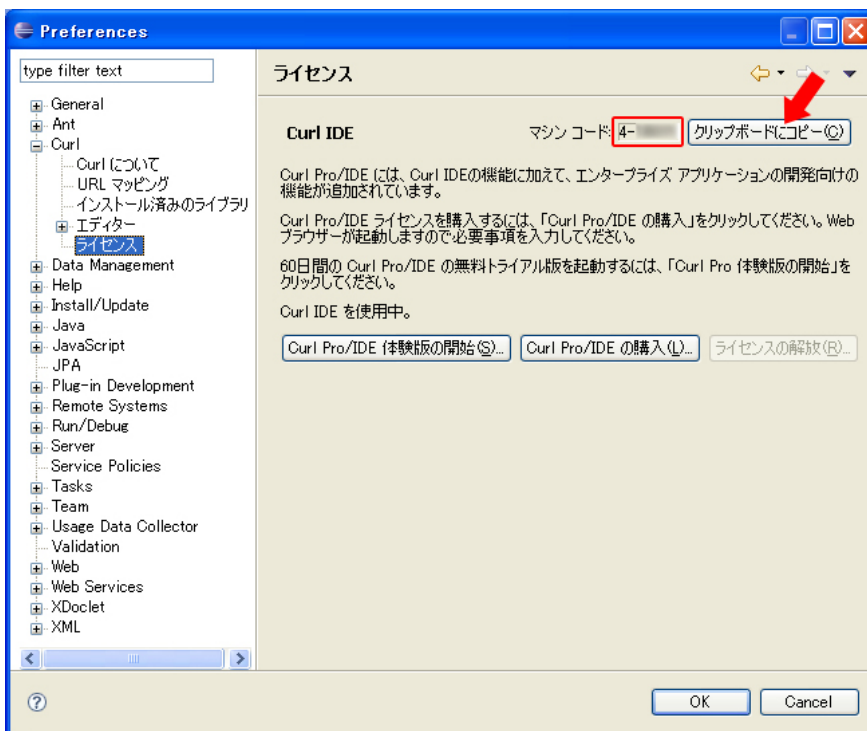 Preferences
type filter text
General
Ant
Curl
Curl について
URL マッピング
インストール済みのライブラリ
エディター
ライセンス
Data Management
Help
Install/Update
Java
JavaScript
JPA
Plug-in Development
Remote Systems
Run/Debug
Server
Service Policies
Tasks
Team
Usage Data Collector
Validation
Web
Web Services
XDoclet
XML
ライセンス
Curl IDE
マシン コード: 4-
クリップボードにコピー(C)
Curl Pro/IDE には、Curl IDEの機能に加えて、エンタープライズ アプリケーションの開発向けの
機能が追加されています。
Curl Pro/IDE ライセンスを購入するには、「Curl Pro/IDE の購入」をクリックしてください。Web
ブラウザーが起動しますので必要事項を入力してください。
60日間の Curl Pro/IDE の無料トライアル版を起動するには、「Curl Pro 体験版の開始」を
クリックしてください。
Curl IDE を使用中。
Curl Pro/IDE 体験版の開始(S)...
Curl Pro/IDE の購入(L)...
ライセンスの解放(R)...
OK
Cancel